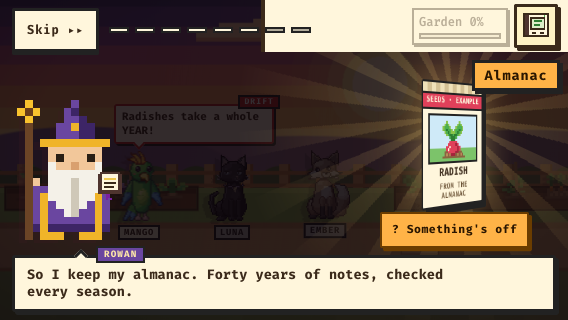 Skip ▸▸
Garden 0%
Almanac
DRIFT
Radishes take a whole
YEAR!
SEEDS · EXAMPLE
RADISH
FROM THE
ALMANAC
MANGO
LUNA
EMBER
? Something's off
ROWAN
So I keep my almanac. Forty years of notes, checked
every season.